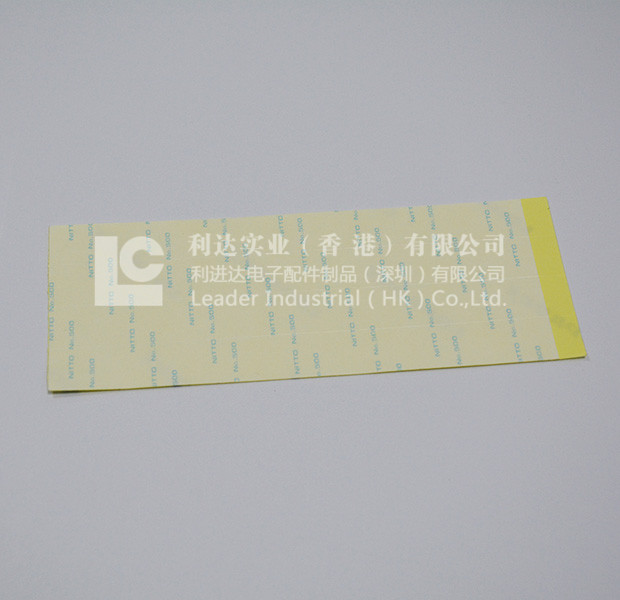 LC
利达实业（香港）有限公司
利进达电子配件制品（深圳）有限公司
Leader Industrial（HK）Co.,Ltd.
NITTO No.500